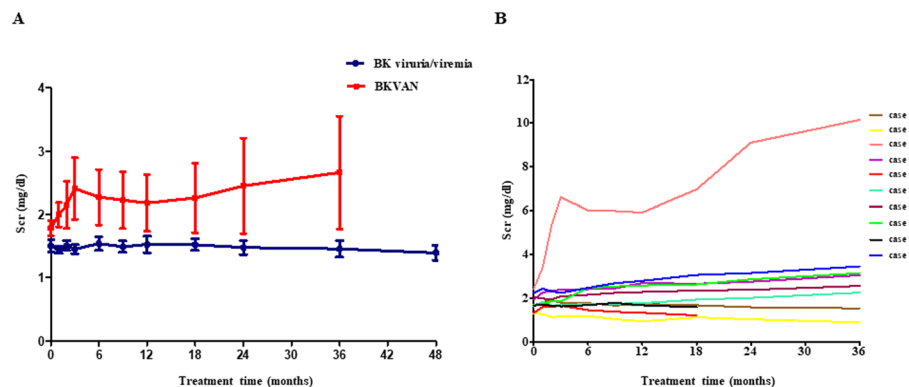 A
B
BK viruria/viremia
BKVAN
Scr (mg/dl)
4
3
2
1
0
0 6 12 18 24 30 36 42 48
Treatment time (months)
Scr (mg/dl)
12
10
8
6
4
2
0
0 6 12 18 24 30 36
Treatment time (months)
case
case
case
case
case
case
case
case
case
case